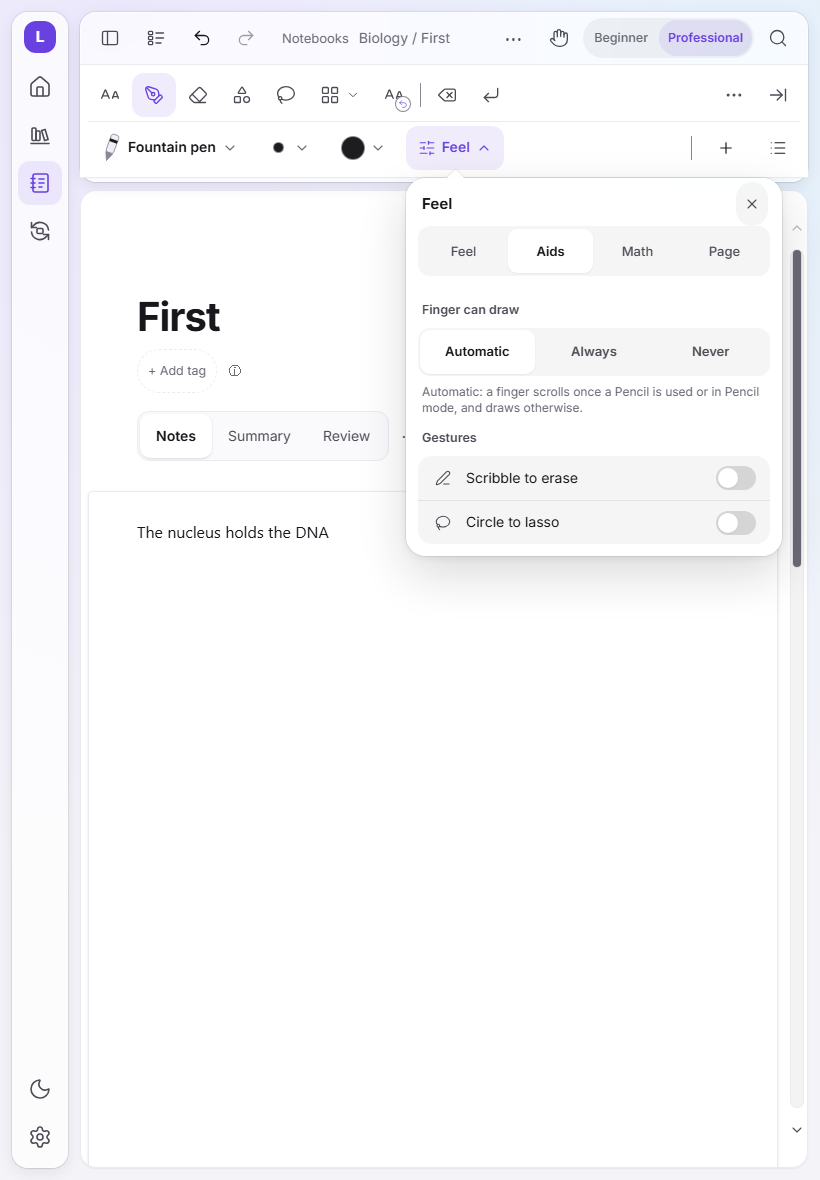 L
Notebooks Biology / First
Beginner Professional
AA
AA
Fountain pen
Feel
Feel
Feel Aids Math Page
Finger can draw
Automatic Always Never
Automatic: a finger scrolls once a Pencil is used or in Pencil
mode, and draws otherwise.
Gestures
Scribble to erase
Circle to lasso
First
+ Add tag
Notes Summary Review
The nucleus holds the DNA